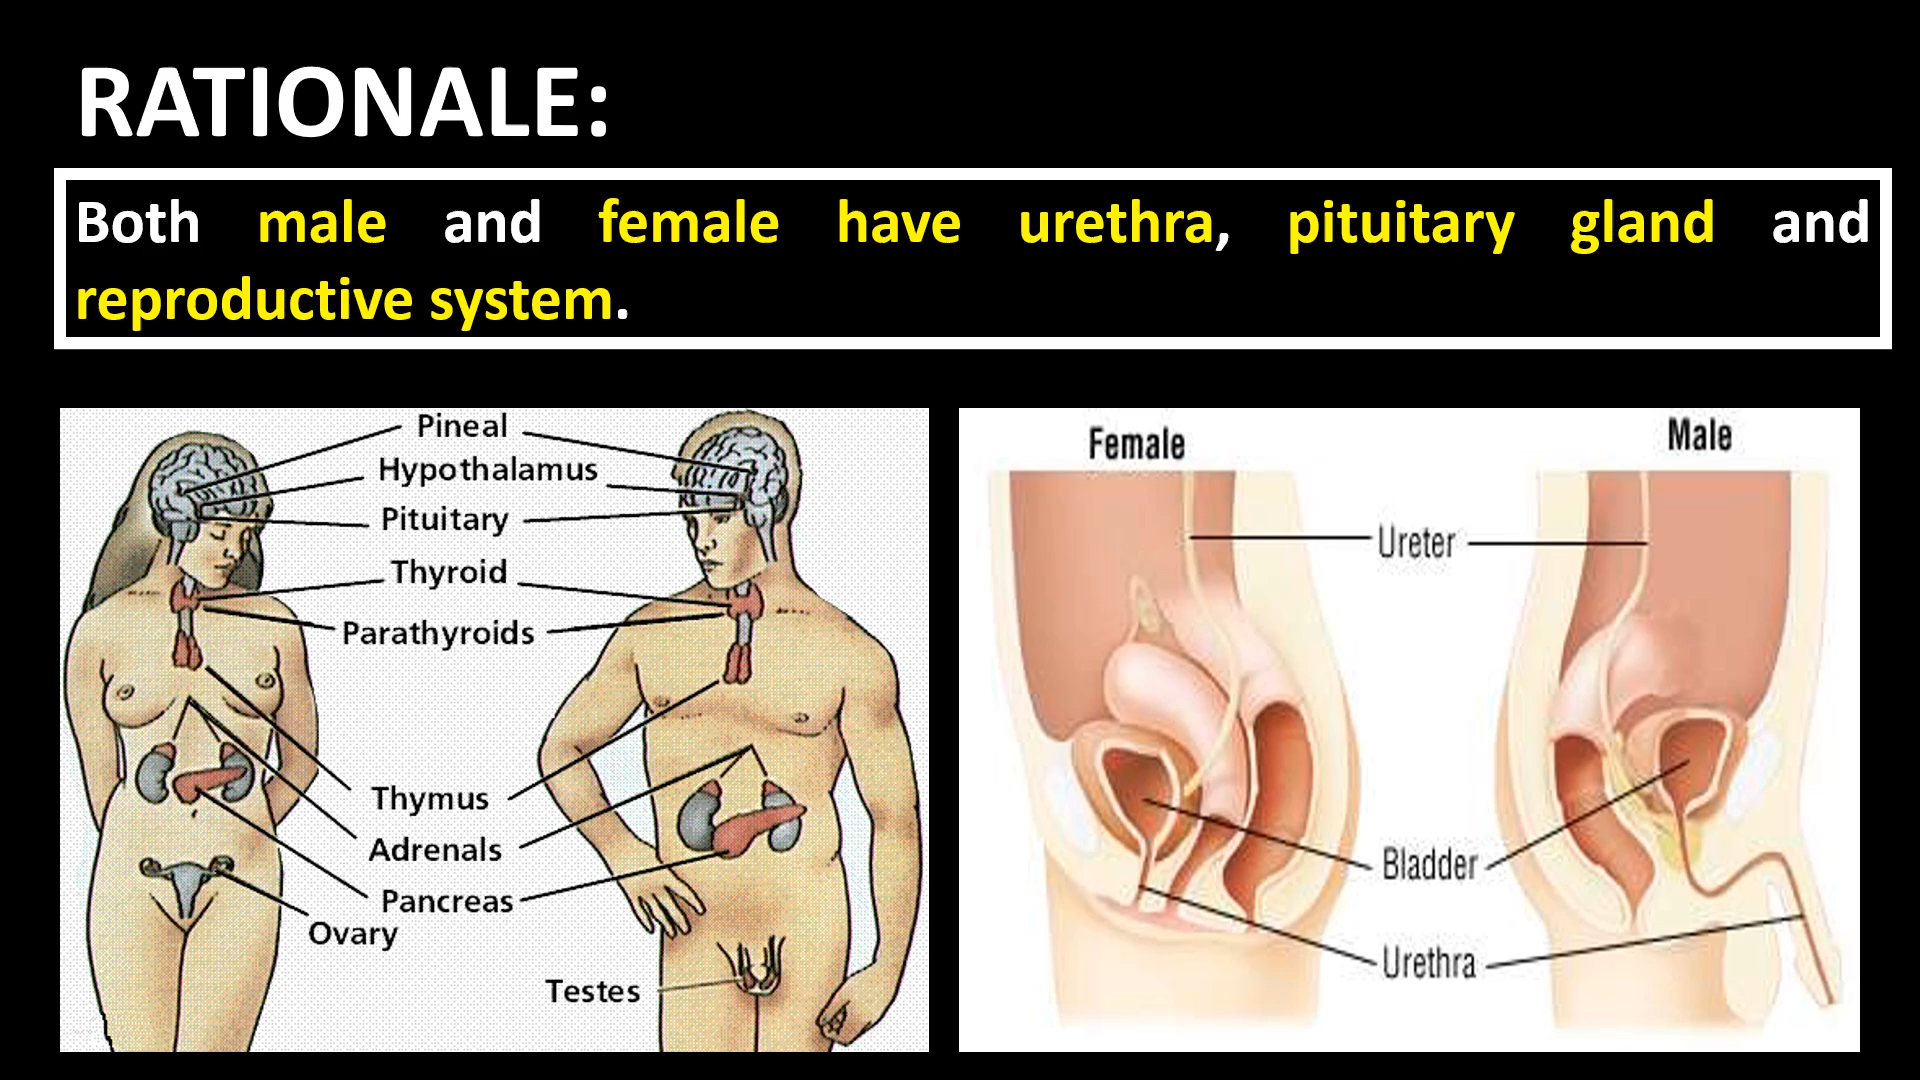 RATIONALE:
Both male and female have urethra, pituitary gland and
reproductive system.
Pineal
Hypothalamus
Pituitary
Thyroid
Parathyroids
Thymus
Adrenals
Pancreas
Ovary
Testes
Female
Male
Ureter
Bladder
Urethra